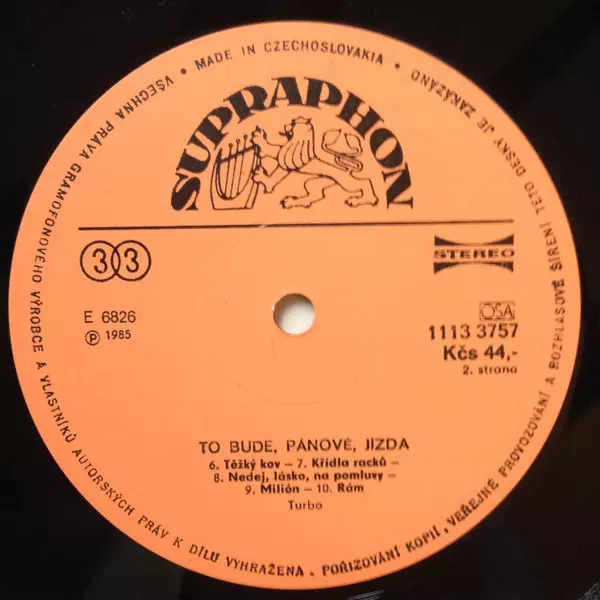 VŠECHNA PRÁVA GRAMOFONOVÉHO VÝROBCE A VLASTNÍKŮ AUTORSKÝCH PRÁV K DÍLU VYHRAŽENA. POŘIZOVÁNÍ KOPIÍ, VEŘEJNÉ PROVOZOVÁNÍ A ROZHLASOVÉ ŠÍŘENÍ TÉTO DESKY JE ZAKÁZÁNO
• MADE IN CZECHOSLOVAKIA •
SUPRAPHON
33
STEREO
E 6826
℗ 1985
OSA
1113 3757
Kčs 44,-
2. strana
TO BUDE, PÁNOVÉ, JÍZDA
6. Těžký kov – 7. Křídla racků –
8. Nedej, lásko, na pomluvy –
9. Milión – 10. Rám
Turbo